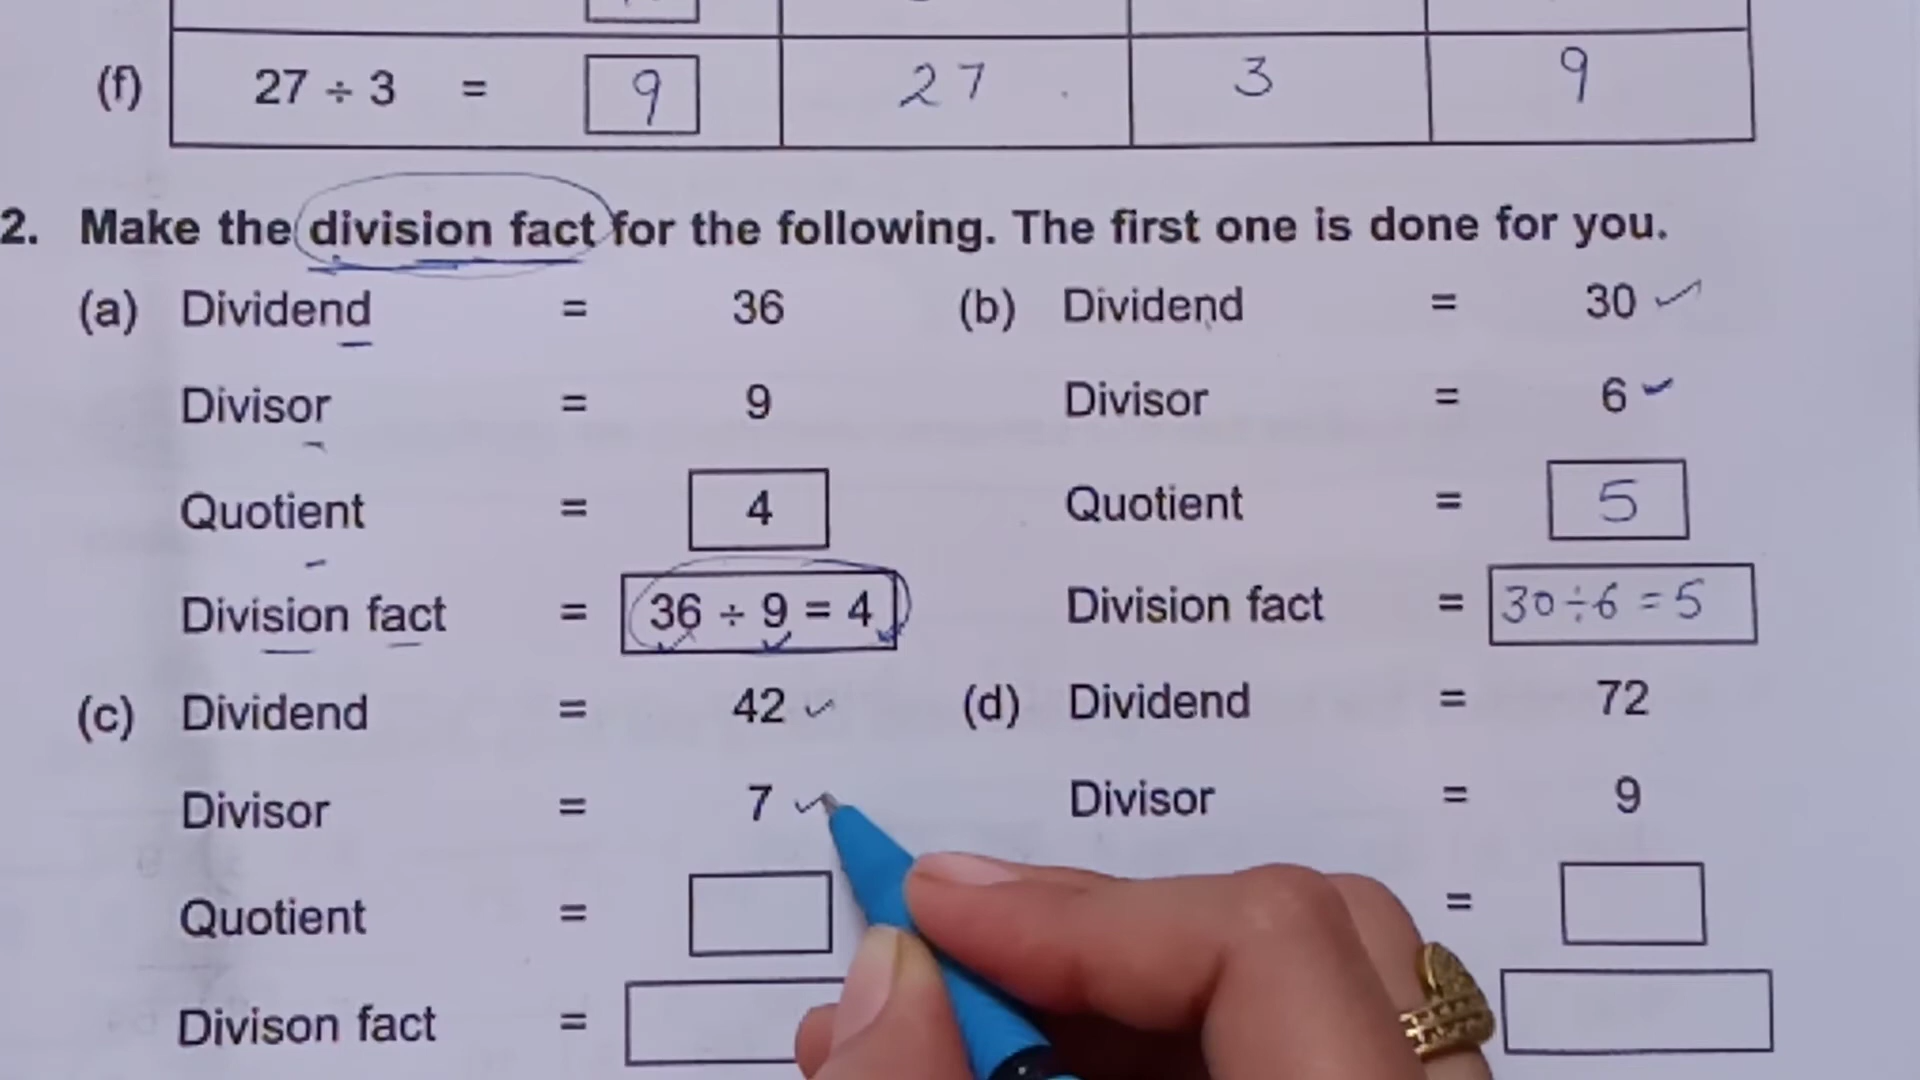 (f) 27 ÷ 3 = 9 27 3 9
2. Make the division fact for the following. The first one is done for you.
(a) Dividend = 36
Divisor = 9
Quotient = 4
Division fact = 36 ÷ 9 = 4
(b) Dividend = 30
Divisor = 6
Quotient = 5
Division fact = 30÷6 = 5
(c) Dividend = 42
Divisor = 7
Quotient =
Divison fact =
(d) Dividend = 72
Divisor = 9
=